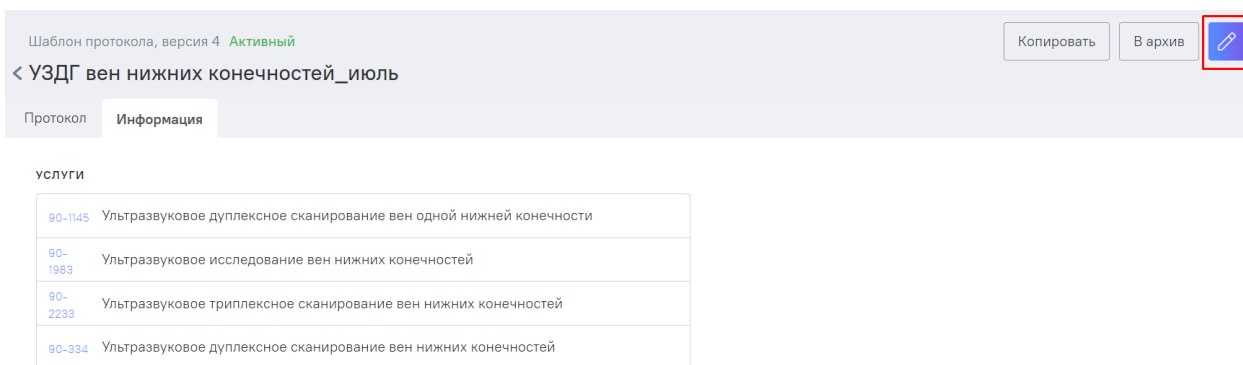 Шаблон протокола, версия 4 Активный
Копировать
В архив
< УЗДГ вен нижних конечностей_июль
Протокол
Информация
УСЛУГИ
90-1145 Ультразвуковое дуплексное сканирование вен одной нижней конечности
90-
1983
Ультразвуковое исследование вен нижних конечностей
90-
2233
Ультразвуковое триплексное сканирование вен нижних конечностей
90-334 Ультразвуковое дуплексное сканирование вен нижних конечностей